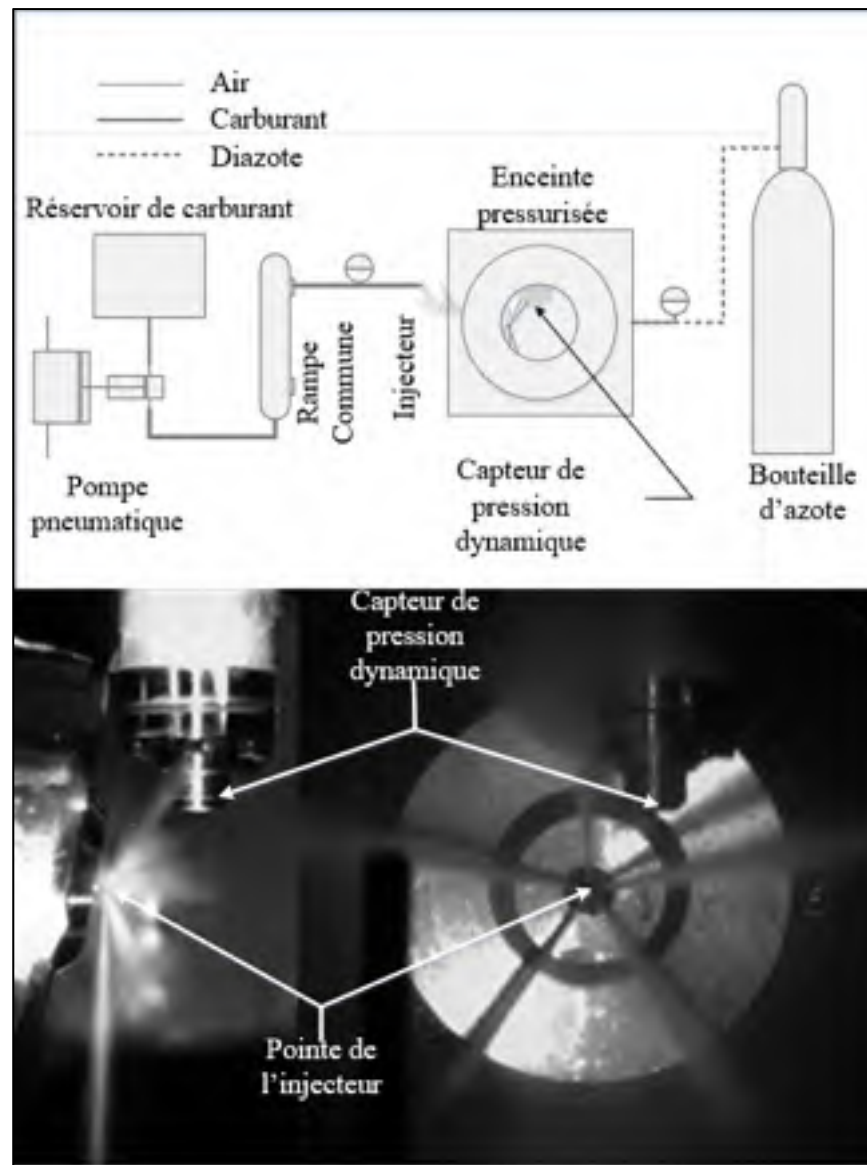 Air
Carburant
Diazote
Réservoir de carburant
Enceinte
pressurisée
Rampe
Commune
Injecteur
Pompe
pneumatique
Capteur de
pression
dynamique
Bouteille
d'azote
Capteur de
pression
dynamique
Pointe de
l'injecteur